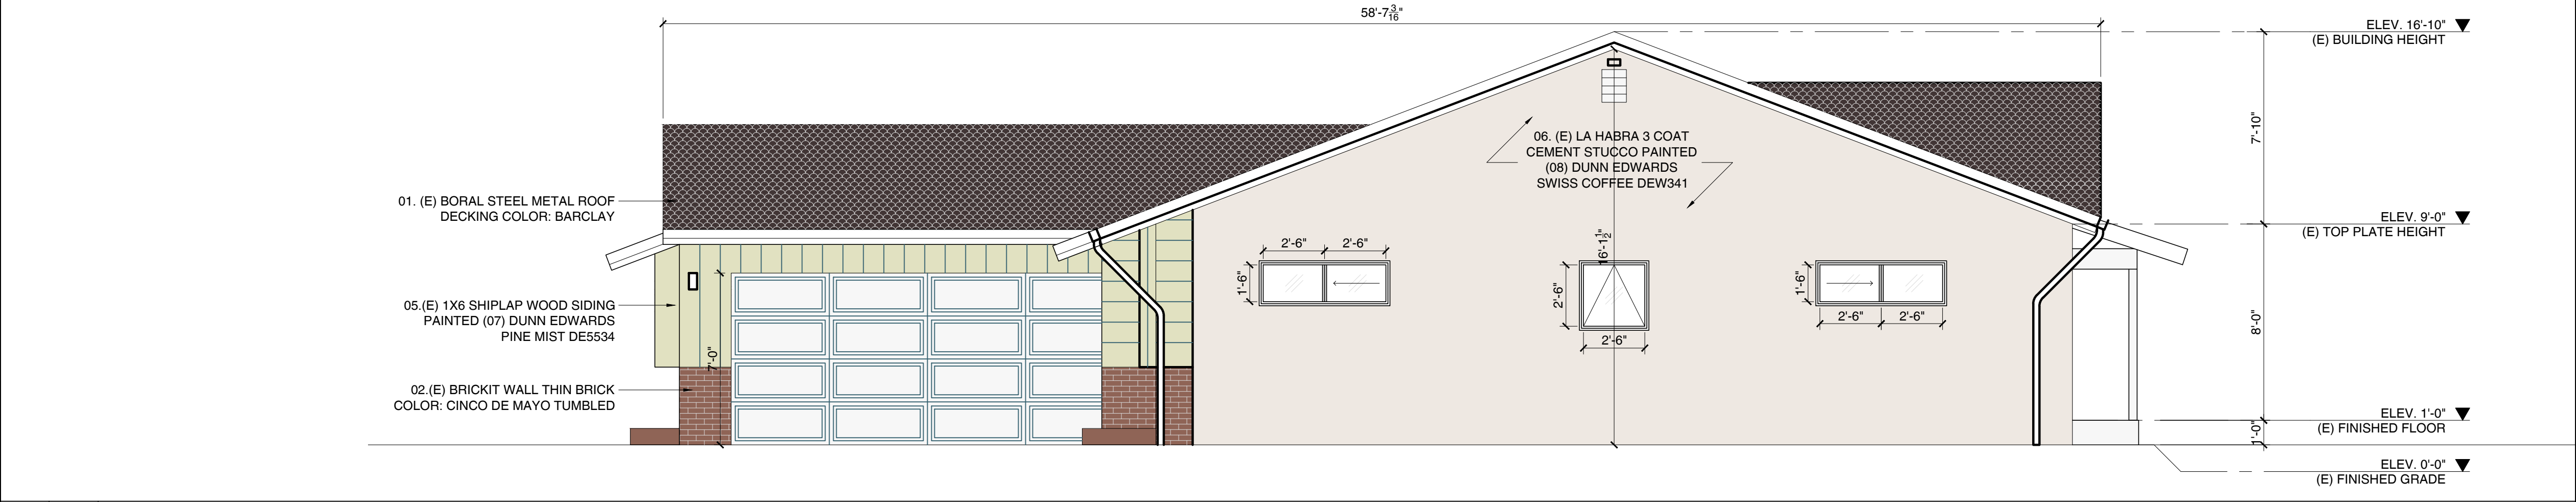 58'-7 3/16"
ELEV. 16'-10"
(E) BUILDING HEIGHT
7'-10"
06. (E) LA HABRA 3 COAT
CEMENT STUCCO PAINTED
(08) DUNN EDWARDS
SWISS COFFEE DEW341
01. (E) BORAL STEEL METAL ROOF
DECKING COLOR: BARCLAY
ELEV. 9'-0"
(E) TOP PLATE HEIGHT
2'-6"
2'-6"
1'-6"
16'-1 1/2"
2'-6"
2'-6"
1'-6"
2'-6"
2'-6"
05.(E) 1X6 SHIPLAP WOOD SIDING
PAINTED (07) DUNN EDWARDS
PINE MIST DE5534
7'-0"
8'-0"
02.(E) BRICKIT WALL THIN BRICK
COLOR: CINCO DE MAYO TUMBLED
ELEV. 1'-0"
(E) FINISHED FLOOR
1'-0"
ELEV. 0'-0"
(E) FINISHED GRADE